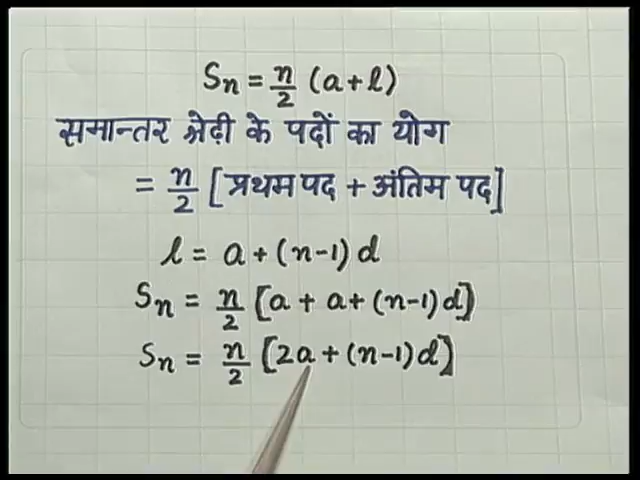 Sn = n/2 (a + l)
समान्तर श्रेढ़ी के पदों का योग
= n/2 [प्रथम पद + अंतिम पद]
l = a + (n-1) d
Sn = n/2 [a + a + (n-1) d]
Sn = n/2 [2a + (n-1) d]